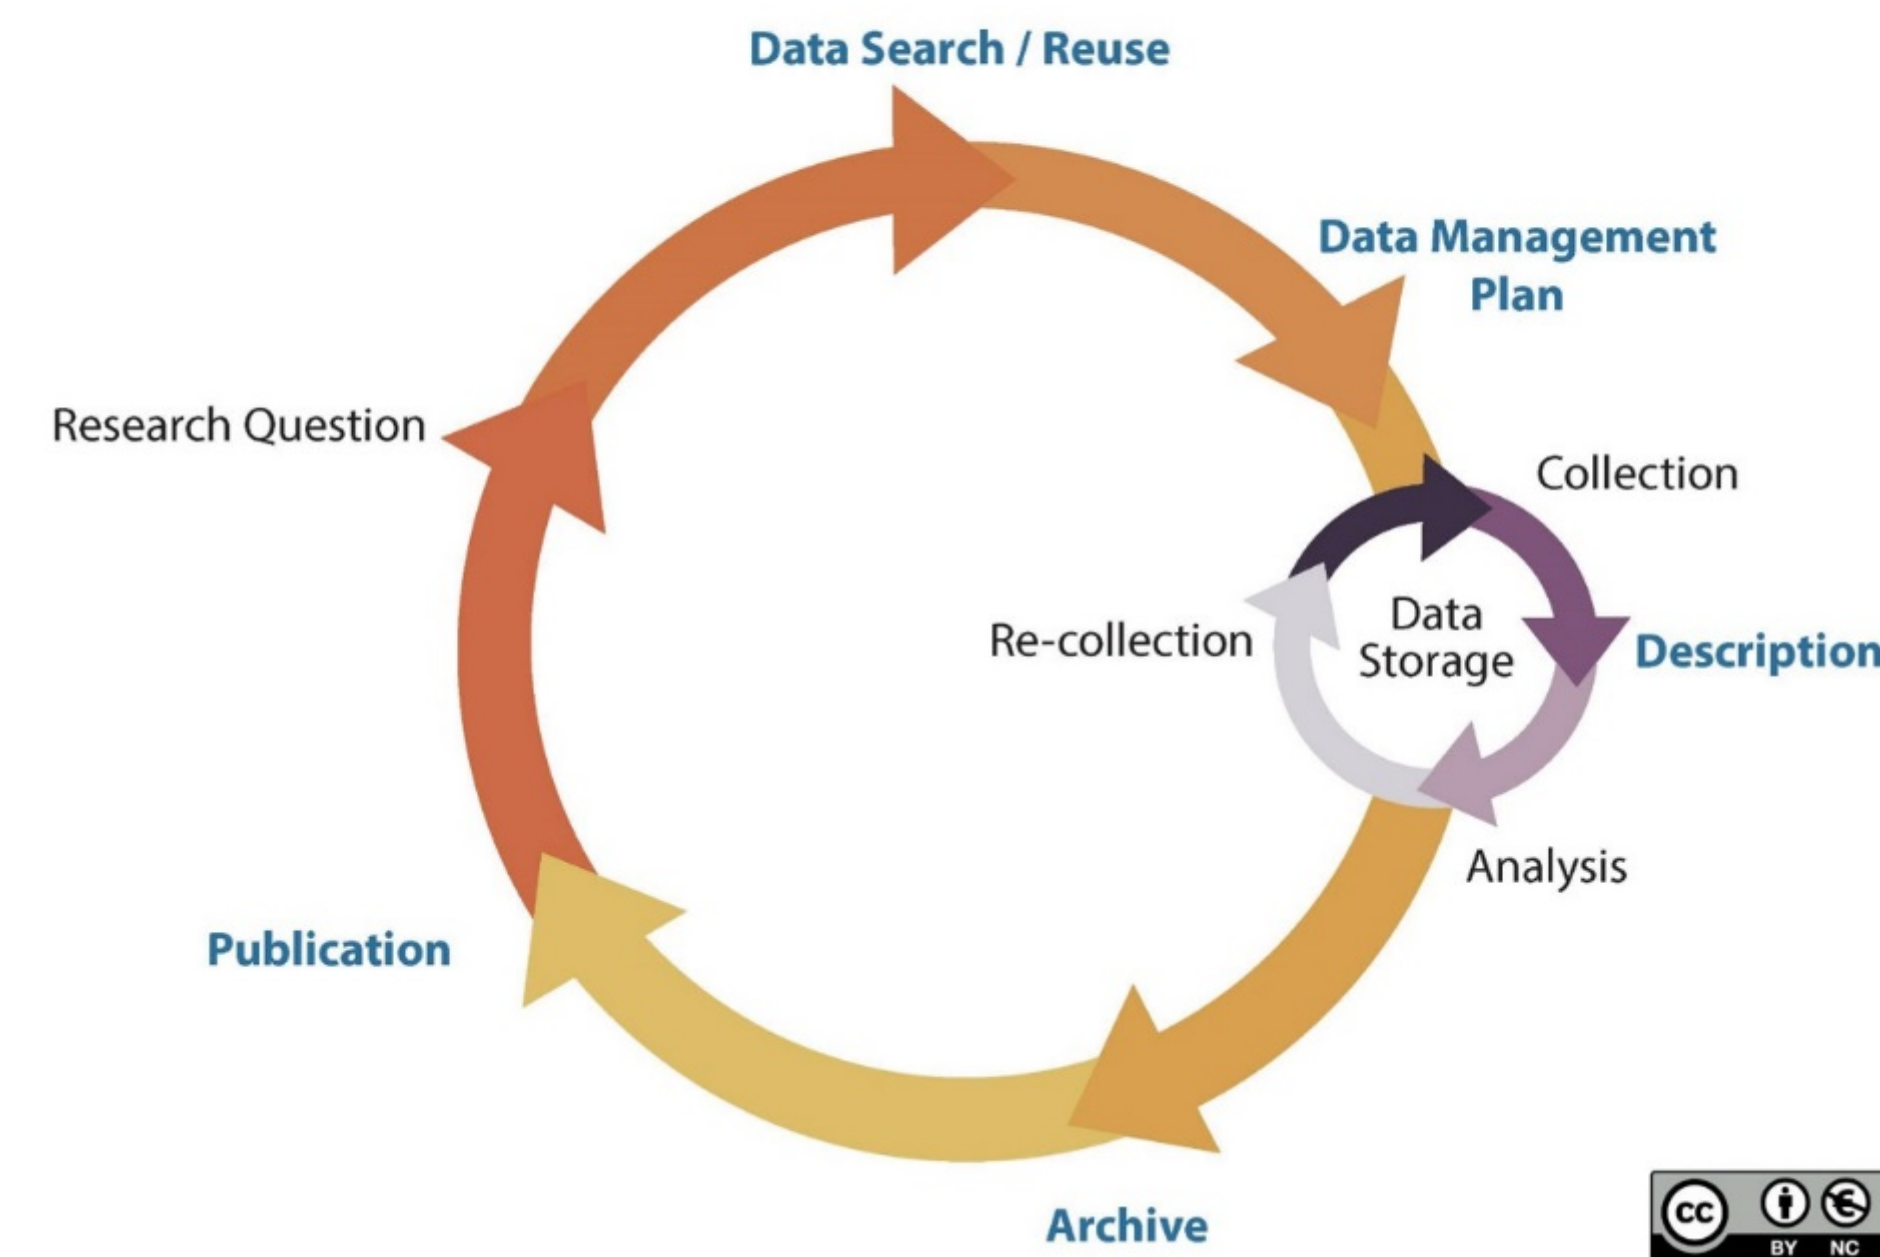 Data Search / Reuse
Data Management
Plan
Research Question
Collection
Data
Storage
Re-collection
Description
Analysis
Publication
Archive
cc
BY NC